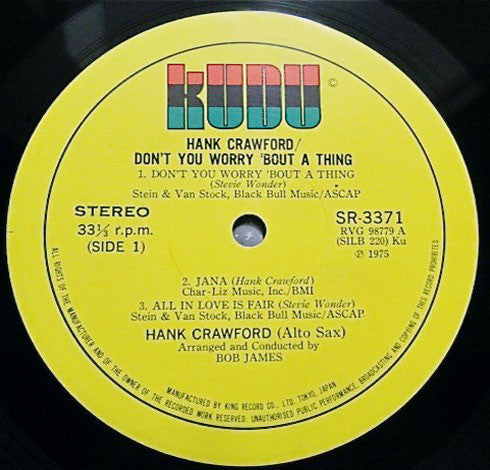 KUDU ©
HANK CRAWFORD/
DON'T YOU WORRY 'BOUT A THING
1. DON'T YOU WORRY 'BOUT A THING
(Stevie Wonder)
Stein & Van Stock, Black Bull Music/ASCAP
STEREO
33⅓ r.p.m.
(SIDE 1)
SR-3371
RVG 98779 A
(SILB 220) Ku
℗ 1975
2. JANA (Hank Crawford)
Char-Liz Music, Inc./BMI
3. ALL IN LOVE IS FAIR (Stevie Wonder)
Stein & Van Stock, Black Bull Music/ASCAP
HANK CRAWFORD (Alto Sax)
Arranged and Conducted by
BOB JAMES
MANUFACTURED BY KING RECORD CO., LTD. TOKYO, JAPAN
ALL RIGHTS OF THE MANUFACTURER AND OF THE OWNER OF THE RECORDED WORK RESERVED. UNAUTHORISED PUBLIC PERFORMANCE, BROADCASTING AND COPYING OF THIS RECORD PROHIBITED